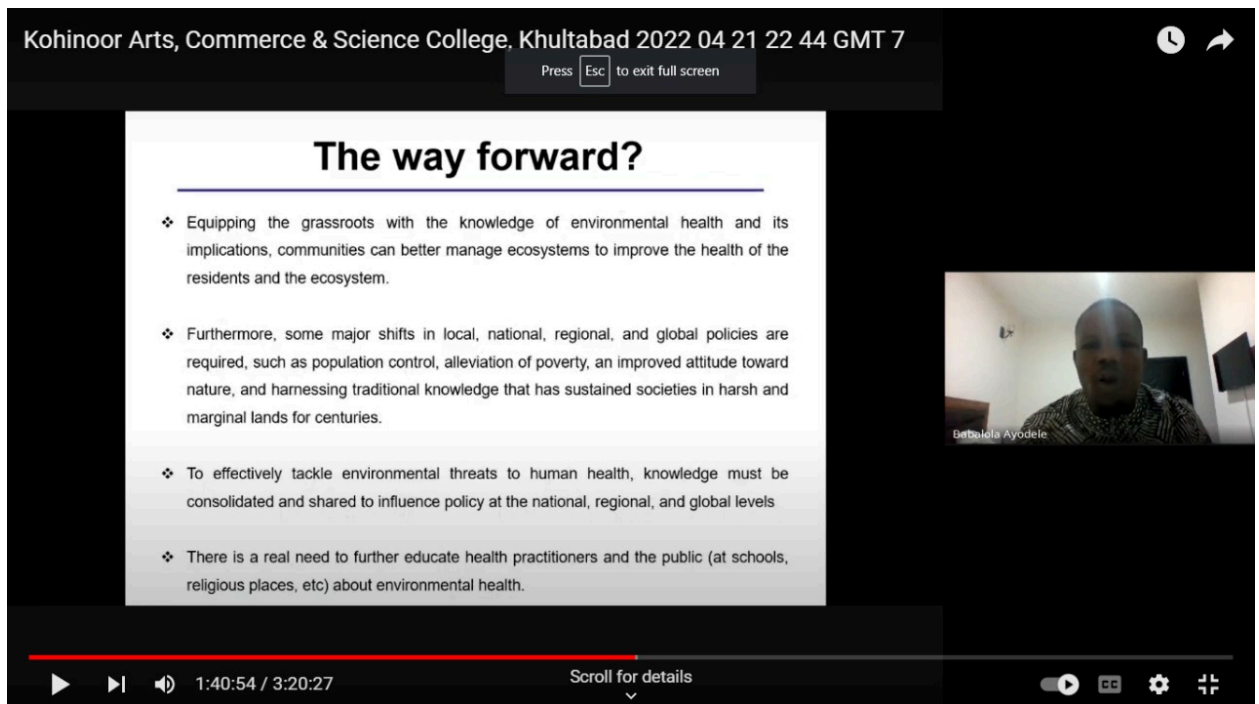 Kohinoor Arts, Commerce & Science College, Khultabad 2022 04 21 22 44 GMT 7
Press Esc to exit full screen
The way forward?
❖ Equipping the grassroots with the knowledge of environmental health and its
implications, communities can better manage ecosystems to improve the health of the
residents and the ecosystem.
❖ Furthermore, some major shifts in local, national, regional, and global policies are
required, such as population control, alleviation of poverty, an improved attitude toward
nature, and harnessing traditional knowledge that has sustained societies in harsh and
marginal lands for centuries.
❖ To effectively tackle environmental threats to human health, knowledge must be
consolidated and shared to influence policy at the national, regional, and global levels
❖ There is a real need to further educate health practitioners and the public (at schools,
religious places, etc) about environmental health.
Babalola Ayodele
1:40:54 / 3:20:27
Scroll for details
CC